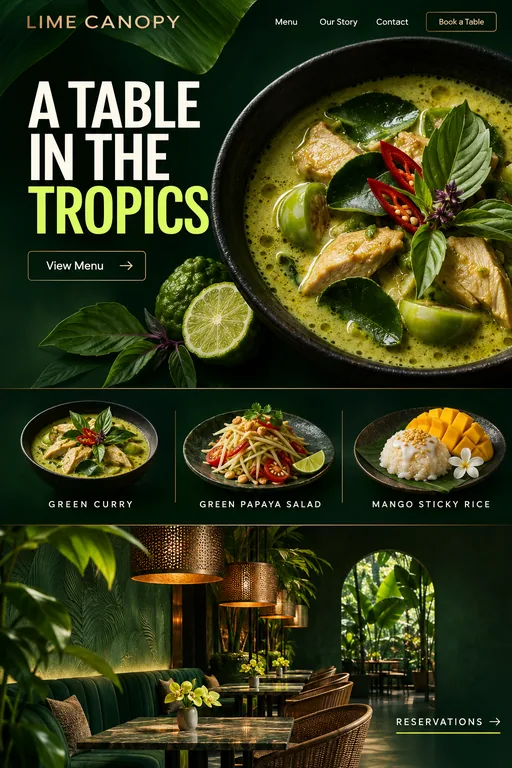 LIME CANOPY
Menu
Our Story
Contact
Book a Table
A TABLE
IN THE
TROPICS
View Menu →
GREEN CURRY
GREEN PAPAYA SALAD
MANGO STICKY RICE
RESERVATIONS →